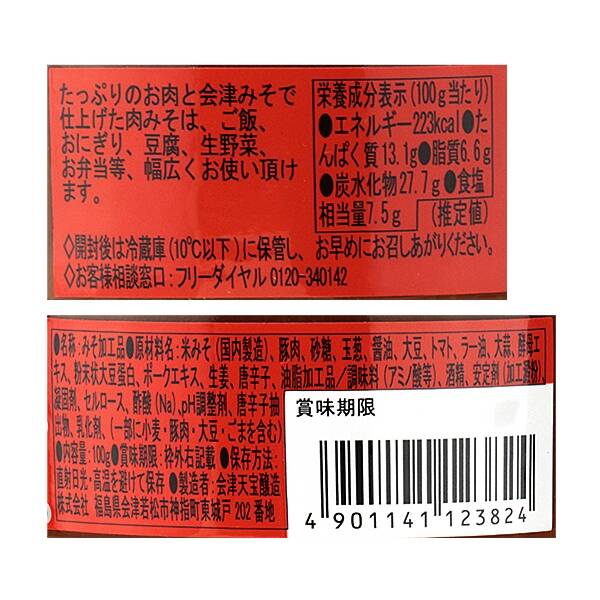 たっぷりのお肉と会津みそで
仕上げた肉みそは、ご飯、
おにぎり、豆腐、生野菜、
お弁当等、幅広くお使い頂け
ます。
栄養成分表示(100g当たり)
●エネルギー223kcal●た
んぱく質13.1g●脂質6.6g
●炭水化物27.7g●食塩
相当量7.5g (推定値)
◇開封後は冷蔵庫(10℃以下)に保管し、お早めにお召しあがりください。
◇お客様相談窓口:フリーダイヤル 0120-340142
●名称:みそ加工品●原材料名:米みそ(国内製造)、豚肉、砂糖、玉葱、醤油、大豆、トマト、ラー油、大蒜、酵母エ
キス、粉末状大豆蛋白、ポークエキス、生姜、唐辛子、油脂加工品/調味料(アミノ酸等)、酒精、安定剤(加工澱粉)、
凝固剤、セルロース、酢酸(Na)、pH調整剤、唐辛子抽
出物、乳化剤、(一部に小麦・豚肉・大豆・ごまを含む)
●内容量:100g●賞味期限:枠外右記載●保存方法:
直射日光・高温を避けて保存●製造者:会津天宝醸造
株式会社 福島県会津若松市神指町東城戸 202 番地
賞味期限
4 901141 123824